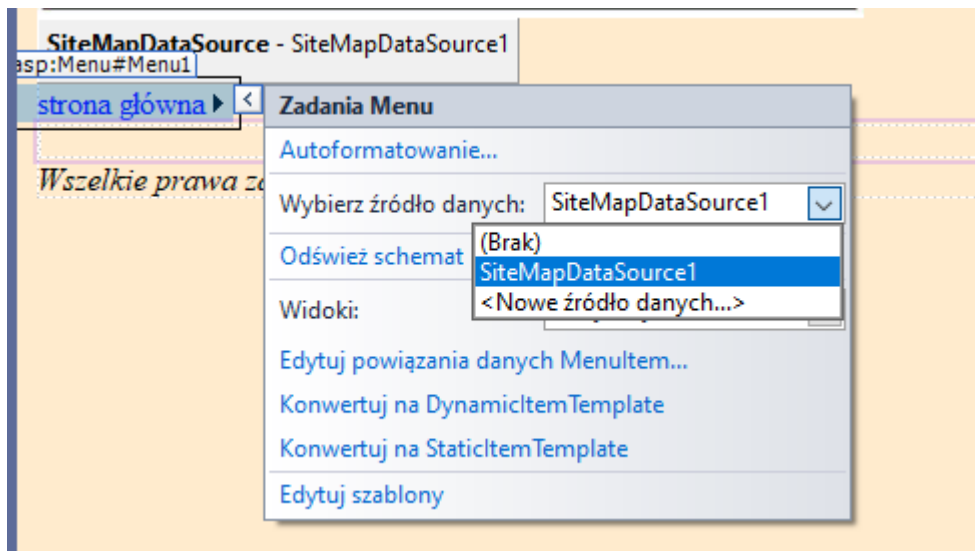 SiteMapDataSource - SiteMapDataSource1
asp:Menu#Menu1
strona główna
Zadania Menu
Autoformatowanie...
Wszelkie prawa
Wybierz źródło danych: SiteMapDataSource1
(Brak)
Odśwież schemat
SiteMapDataSource1
<Nowe źródło danych...>
Widoki:
Edytuj powiązania danych MenuItem...
Konwertuj na DynamicItemTemplate
Konwertuj na StaticItemTemplate
Edytuj szablony